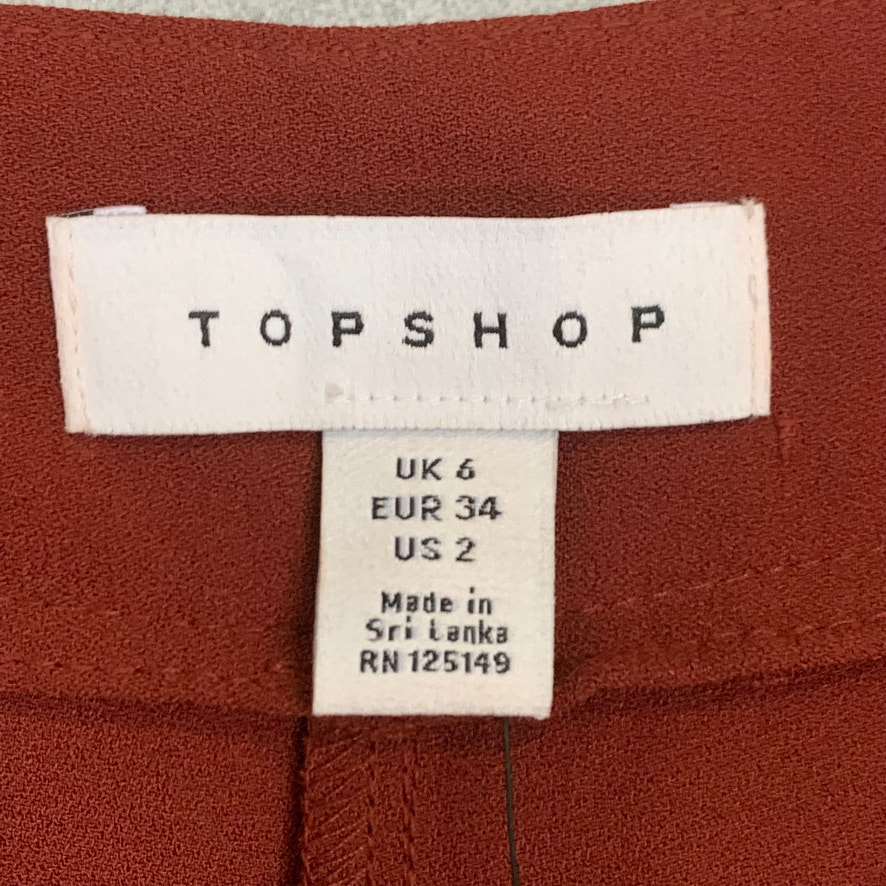 TOPSHOP
UK 6
EUR 34
US 2
Made in
Sri Lanka
RN 125149